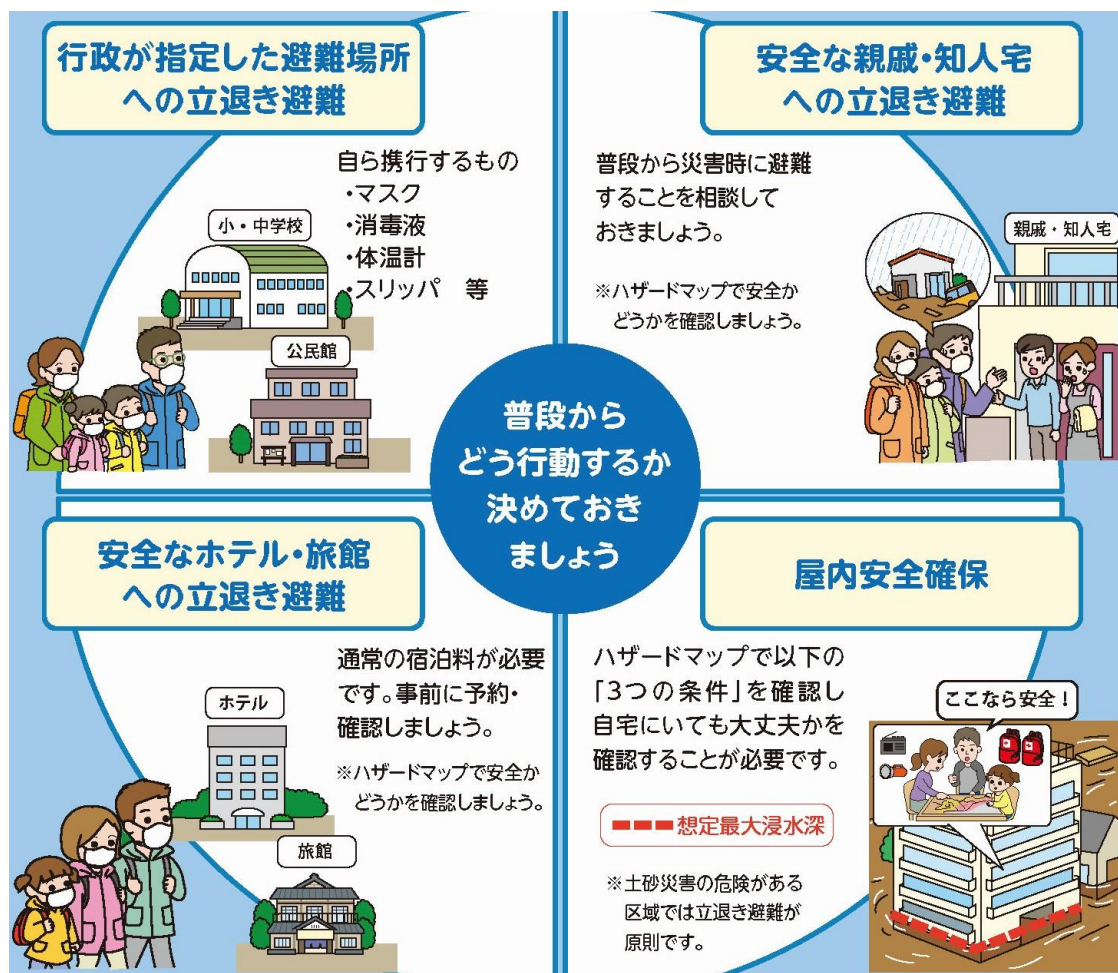 行政が指定した避難場所
への立退き避難
自ら携行するもの
・マスク
・消毒液
・体温計
・スリッパ 等
小・中学校
公民館
安全な親戚・知人宅
への立退き避難
普段から災害時に避難
することを相談して
おきましょう。
※ハザードマップで安全か
どうかを確認しましょう。
親戚・知人宅
普段から
どう行動するか
決めておき
ましょう
安全なホテル・旅館
への立退き避難
通常の宿泊料が必要
です。事前に予約・
確認しましょう。
※ハザードマップで安全か
どうかを確認しましょう。
ホテル
旅館
屋内安全確保
ハザードマップで以下の
「3つの条件」を確認し
自宅にいても大丈夫かを
確認することが必要です。
想定最大浸水深
※土砂災害の危険がある
区域では立退き避難が
原則です。
ここなら安全!